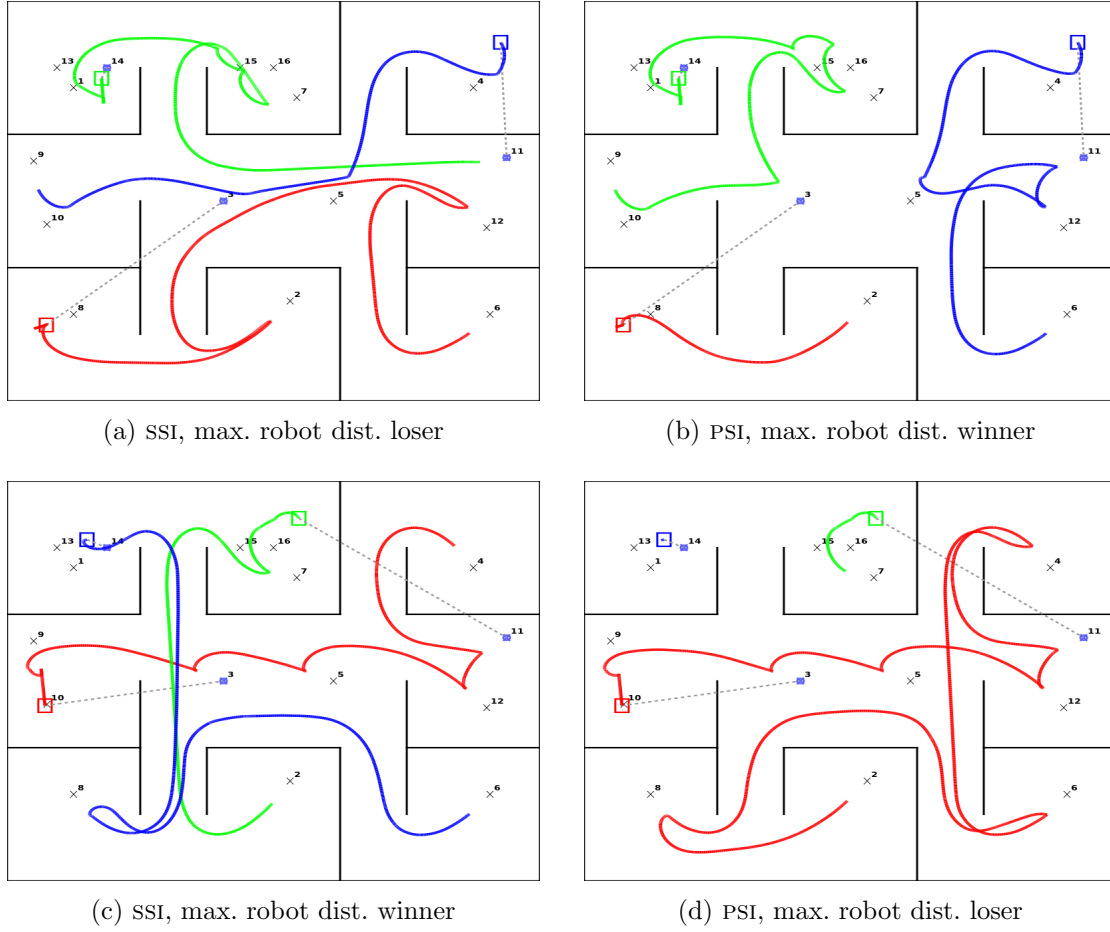 13 14 15 16
1 7 4
9 11
3 5
10 12
8 2 6
(a) SSI, max. robot dist. loser
13 14 15 16
1 7 4
9 11
3 5
10 12
8 2 6
(b) PSI, max. robot dist. winner
13 14 15 16
1 7 4
9 11
3 5
10 12
8 2 6
(c) SSI, max. robot dist. winner
13 14 15 16
1 7 4
9 11
3 5
10 12
8 2 6
(d) PSI, max. robot dist. loser